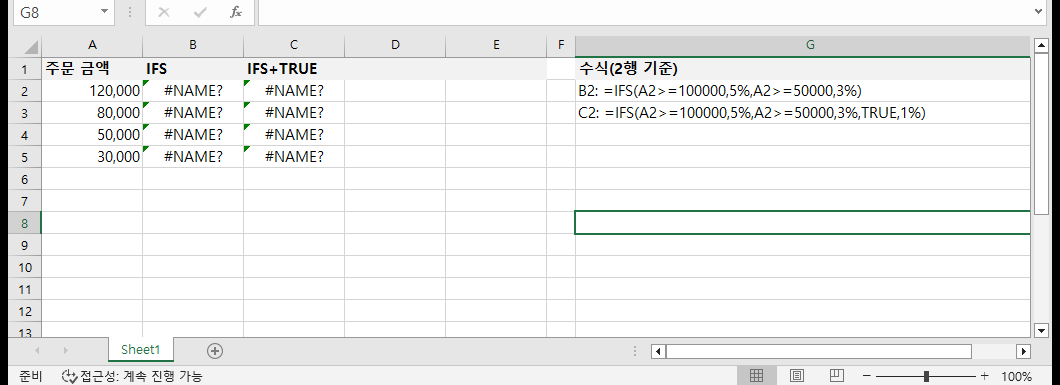 G8 fx
A B C D E F G
1 주문 금액 IFS IFS+TRUE 수식(2행 기준)
2 120,000 #NAME? #NAME? B2: =IFS(A2>=100000,5%,A2>=50000,3%)
3 80,000 #NAME? #NAME? C2: =IFS(A2>=100000,5%,A2>=50000,3%,TRUE,1%)
4 50,000 #NAME? #NAME?
5 30,000 #NAME? #NAME?
6
7
8
9
10
11
12
13
Sheet1
준비 접근성: 계속 진행 가능 100%